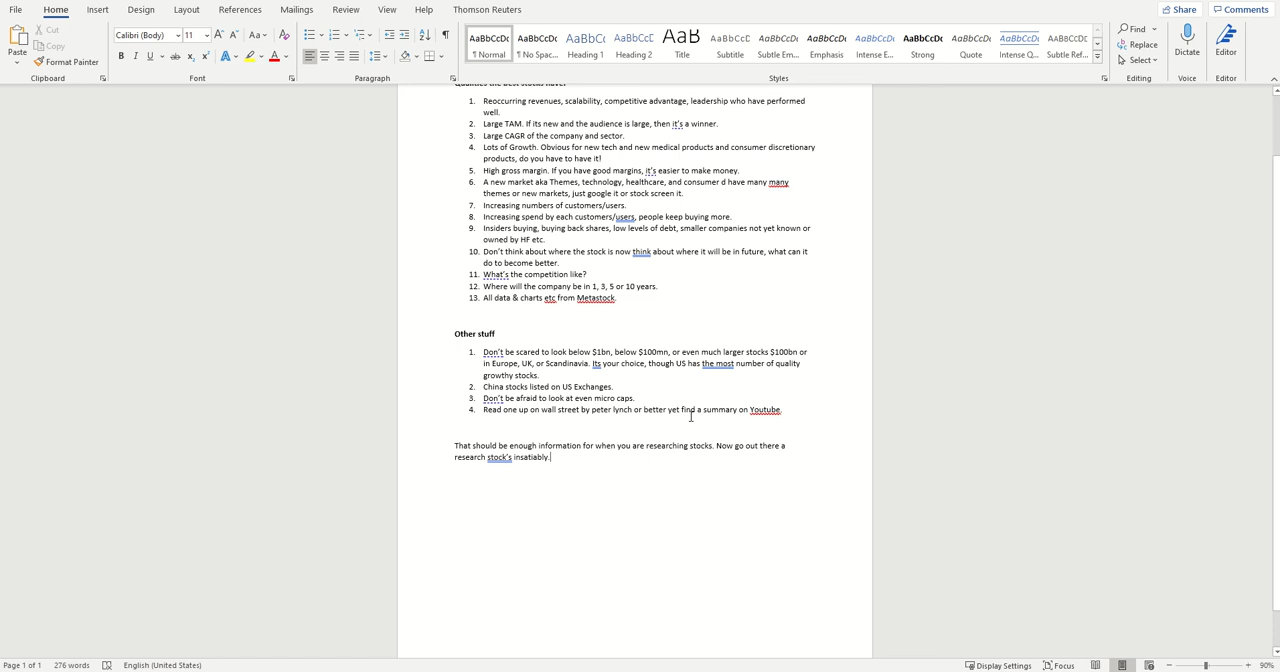 File Home Insert Design Layout References Mailings Review View Help Thomson Reuters Share Comments
Paste Cut Copy Format Painter Clipboard
Calibri (Body) 11 Aa Font
Paragraph
AaBbCcDc ¶ Normal AaBbCcDc ¶ No Spac... AaBbCc Heading 1 AaBbCcD Heading 2 AaB Title AaBbCcD Subtitle AaBbCcDc Subtle Em... AaBbCcDc Emphasis AaBbCcDc Intense E... AaBbCcDc Strong AaBbCcDc Quote AaBbCcDc Intense Q... AaBbCcDc Subtle Ref... Styles
Find Replace Select Editing
Dictate Voice
Editor Editor
Qualities the best stocks have?
1. Reoccurring revenues, scalability, competitive advantage, leadership who have performed
well.
2. Large TAM. If its new and the audience is large, then it's a winner.
3. Large CAGR of the company and sector.
4. Lots of Growth. Obvious for new tech and new medical products and consumer discretionary
products, do you have to have it!
5. High gross margin. If you have good margins, it's easier to make money.
6. A new market aka Themes, technology, healthcare, and consumer d have many many
themes or new markets, just google it or stock screen it.
7. Increasing numbers of customers/users.
8. Increasing spend by each customers/users, people keep buying more.
9. Insiders buying, buying back shares, low levels of debt, smaller companies not yet known or
owned by HF etc.
10. Don't think about where the stock is now think about where it will be in future, what can it
do to become better.
11. What's the competition like?
12. Where will the company be in 1, 3, 5 or 10 years.
13. All data & charts etc from Metastock.
Other stuff
1. Don't be scared to look below $1bn, below $100mn, or even much larger stocks $100bn or
in Europe, UK, or Scandinavia. Its your choice, though US has the most number of quality
growthy stocks.
2. China stocks listed on US Exchanges.
3. Don't be afraid to look at even micro caps.
4. Read one up on wall street by peter lynch or better yet find a summary on Youtube.
That should be enough information for when you are researching stocks. Now go out there a
research stock's insatiably.
Page 1 of 1 276 words English (United States) Display Settings Focus 90%